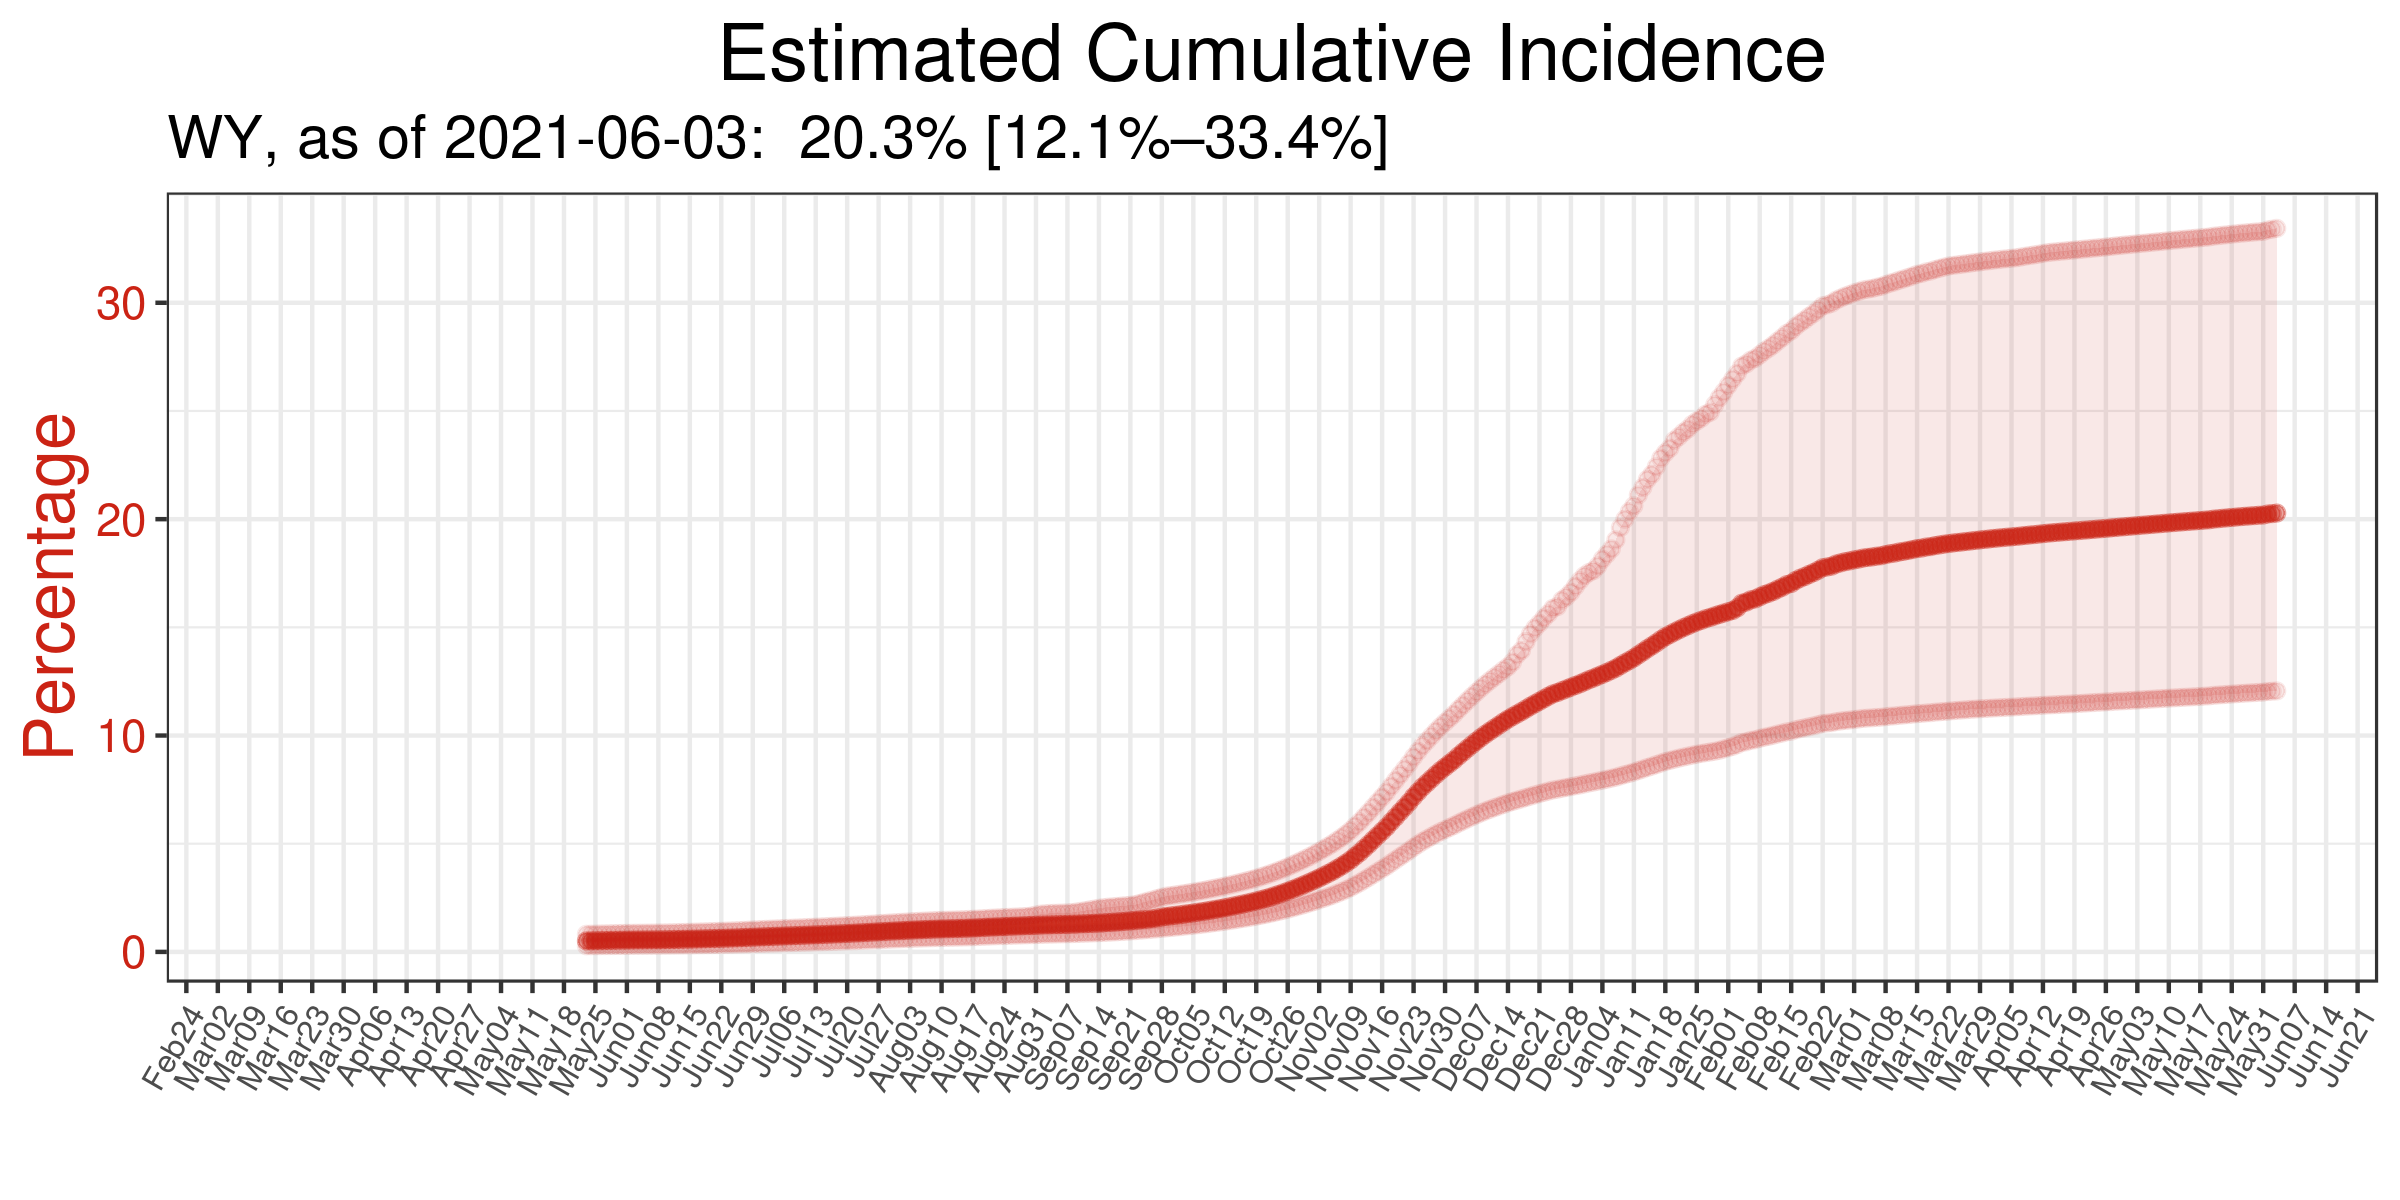 Estimated Cumulative Incidence
WY, as of 2021-06-03:  20.3% [12.1%–33.4%]
Percentage
30
20
10
0
Feb24
Mar02
Mar09
Mar16
Mar23
Mar30
Apr06
Apr13
Apr20
Apr27
May04
May11
May18
May25
Jun01
Jun08
Jun15
Jun22
Jun29
Jul06
Jul13
Jul20
Jul27
Aug03
Aug10
Aug17
Aug24
Aug31
Sep07
Sep14
Sep21
Sep28
Oct05
Oct12
Oct19
Oct26
Nov02
Nov09
Nov16
Nov23
Nov30
Dec07
Dec14
Dec21
Dec28
Jan04
Jan11
Jan18
Jan25
Feb01
Feb08
Feb15
Feb22
Mar01
Mar08
Mar15
Mar22
Mar29
Apr05
Apr12
Apr19
Apr26
May03
May10
May17
May24
May31
Jun07
Jun14
Jun21